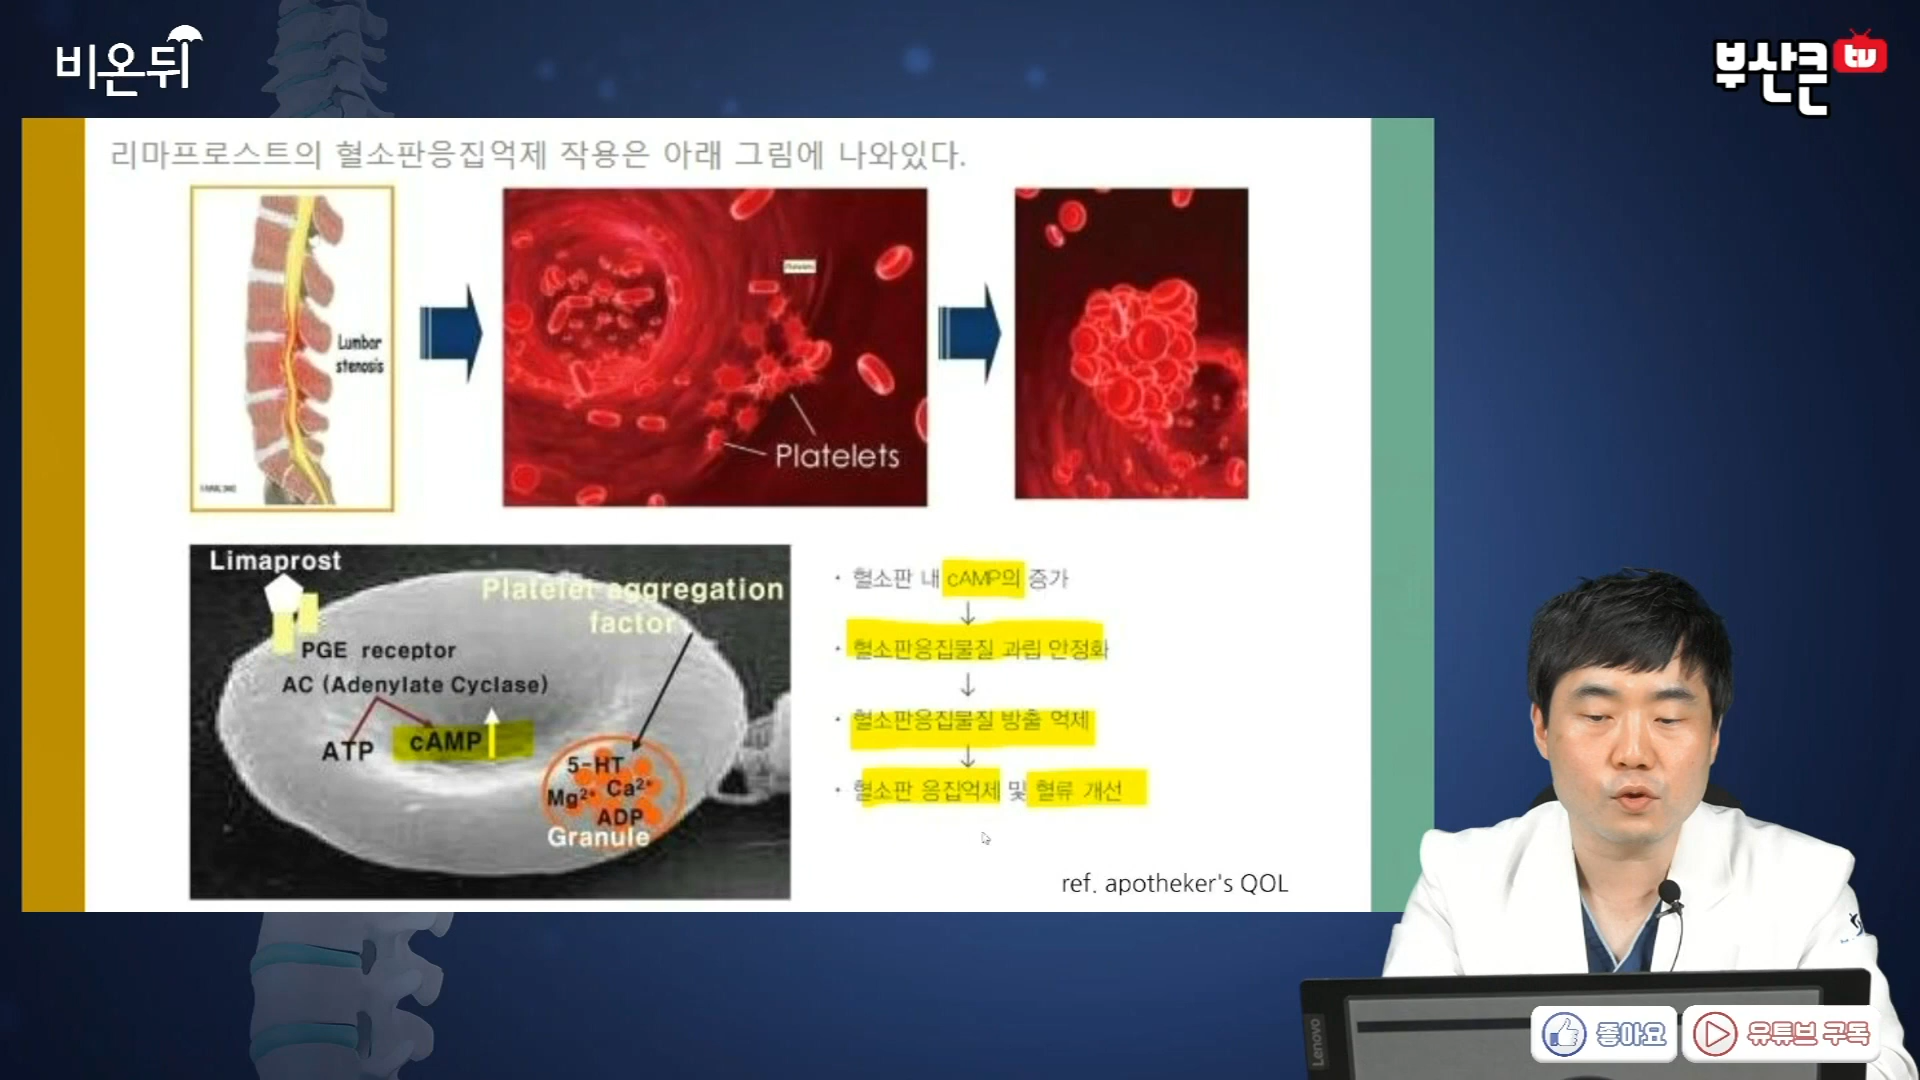 비온뒤
부산큰 tv
리마프로스트의 혈소판응집억제 작용은 아래 그림에 나와있다.
Lumbar
stenosis
Platelets
Limaprost
Platelet aggregation
factor
PGE receptor
AC (Adenylate Cyclase)
ATP
cAMP
5-HT
Mg²⁺ Ca²⁺
ADP
Granule
• 혈소판 내 cAMP의 증가
↓
• 혈소판응집물질 과립 안정화
↓
• 혈소판응집물질 방출 억제
↓
• 혈소판 응집억제 및 혈류 개선
ref. apotheker's QOL
Lenovo
좋아요
유튜브 구독